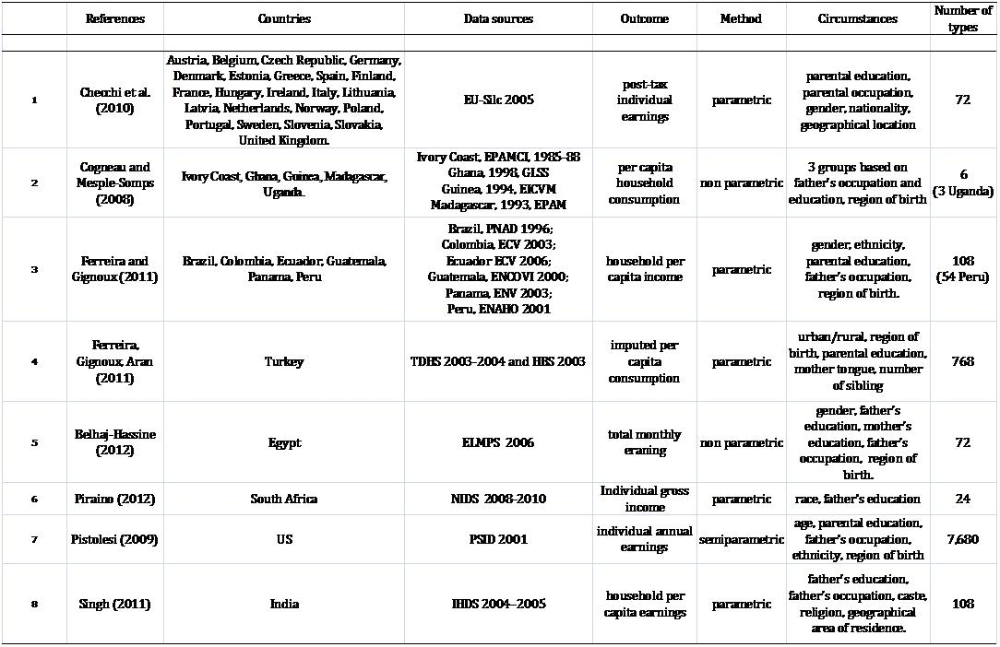 References
Countries
Data sources
Outcome
Method
Circumstances
Number of
types
1
Checchi et al.
(2010)
Austria, Belgium, Czech Republic, Germany,
Denmark, Estonia, Greece, Spain, Finland,
France, Hungary, Ireland, Italy, Lithuania,
Latvia, Netherlands, Norway, Poland,
Portugal, Sweden, Slovenia, Slovakia,
United Kingdom.
EU-Silc 2005
post-tax
individual
earnings
parametric
parental education,
parental occupation,
gender, nationality,
geographical location
72
2
Cogneau and
Mesple-Somps
(2008)
Ivory Coast, Ghana, Guinea, Madagascar,
Uganda.
Ivory Coast, EPAMCI, 1985-88
Ghana, 1998, GLSS
Guinea, 1994, EICVM
Madagascar, 1993, EPAM
per capita
household
consumption
non parametric
3 groups based on
father's occupation and
education, region of birth
6
(3 Uganda)
3
Ferreira and
Gignoux (2011)
Brazil, Colombia, Ecuador, Guatemala,
Panama, Peru
Brazil, PNAD 1996;
Colombia, ECV 2003;
Ecuador ECV 2006;
Guatemala, ENCOVI 2000;
Panama, ENV 2003;
Peru, ENAHO 2001
household per
capita income
parametric
gender, ethnicity,
parental education,
father's occupation,
region of birth.
108
(54 Peru)
4
Ferreira,
Gignoux, Aran
(2011)
Turkey
TDHS 2003-2004 and HBS 2003
imputed per
capita
consumption
parametric
urban/rural, region of
birth, parental education,
mother tongue, number
of sibling
768
5
Belhaj-Hassine
(2012)
Egypt
ELMPS 2006
total monthly
eraning
non parametric
gender, father's
education, mother's
education, father's
occupation, region of
birth.
72
6
Piraino (2012)
South Africa
NIDS 2008-2010
Individual gross
income
parametric
race, father's education
24
7
Pistolesi (2009)
US
PSID 2001
individual annual
earnings
semiparametric
age, parental education,
father's occupation,
ethnicity, region of birth
7,680
8
Singh (2011)
India
IHDS 2004–2005
household per
capita earnings
parametric
father's education,
father's occupation, caste,
religion, geographical
area of residence.
108